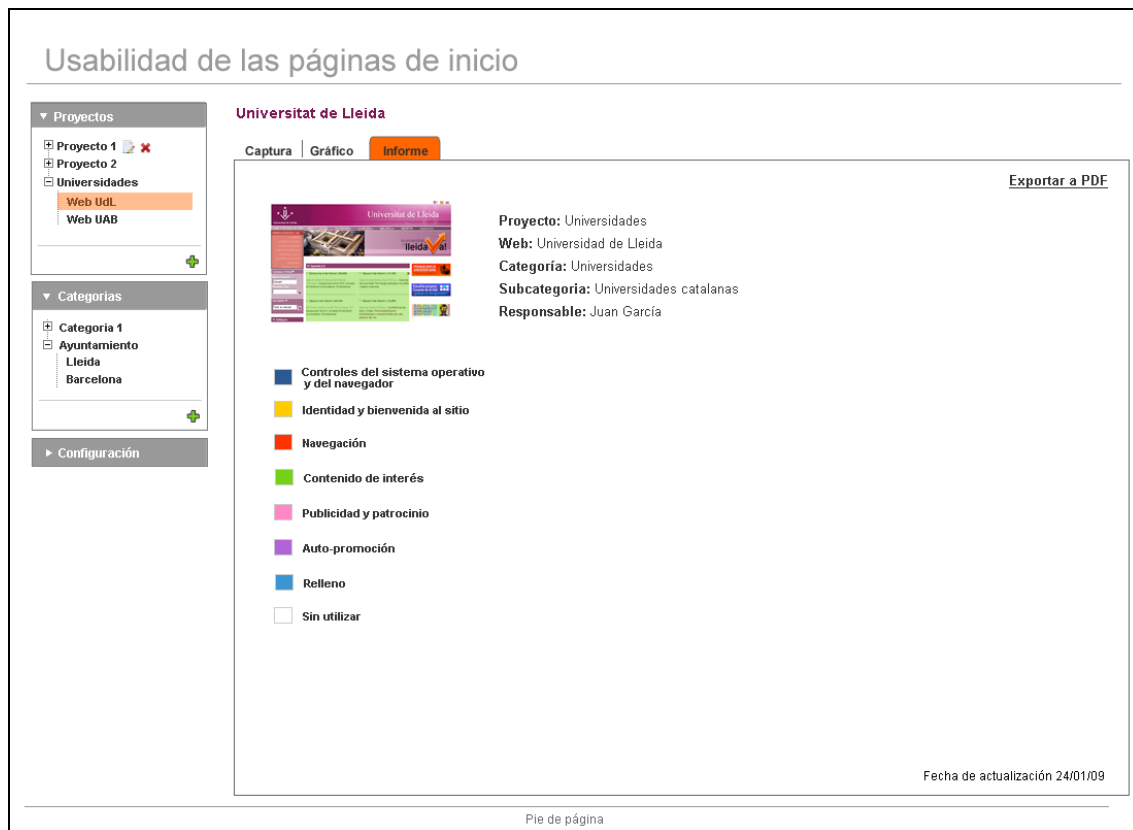 Usabilidad de las páginas de inicio
Proyectos
Proyecto 1
Proyecto 2
Universidades
Web UdL
Web UAB
Categorias
Categoria 1
Ayuntamiento
Lleida
Barcelona
Configuración
Universitat de Lleida
Captura
Gráfico
Informe
Exportar a PDF
Universitat de Lleida
Proyecto: Universidades
Web: Universidad de Lleida
Categoría: Universidades
Subcategoria: Universidades catalanas
Responsable: Juan García
Controles del sistema operativo
y del navegador
Identidad y bienvenida al sitio
Navegación
Contenido de interés
Publicidad y patrocinio
Auto-promoción
Relleno
Sin utilizar
Fecha de actualización 24/01/09
Pie de página